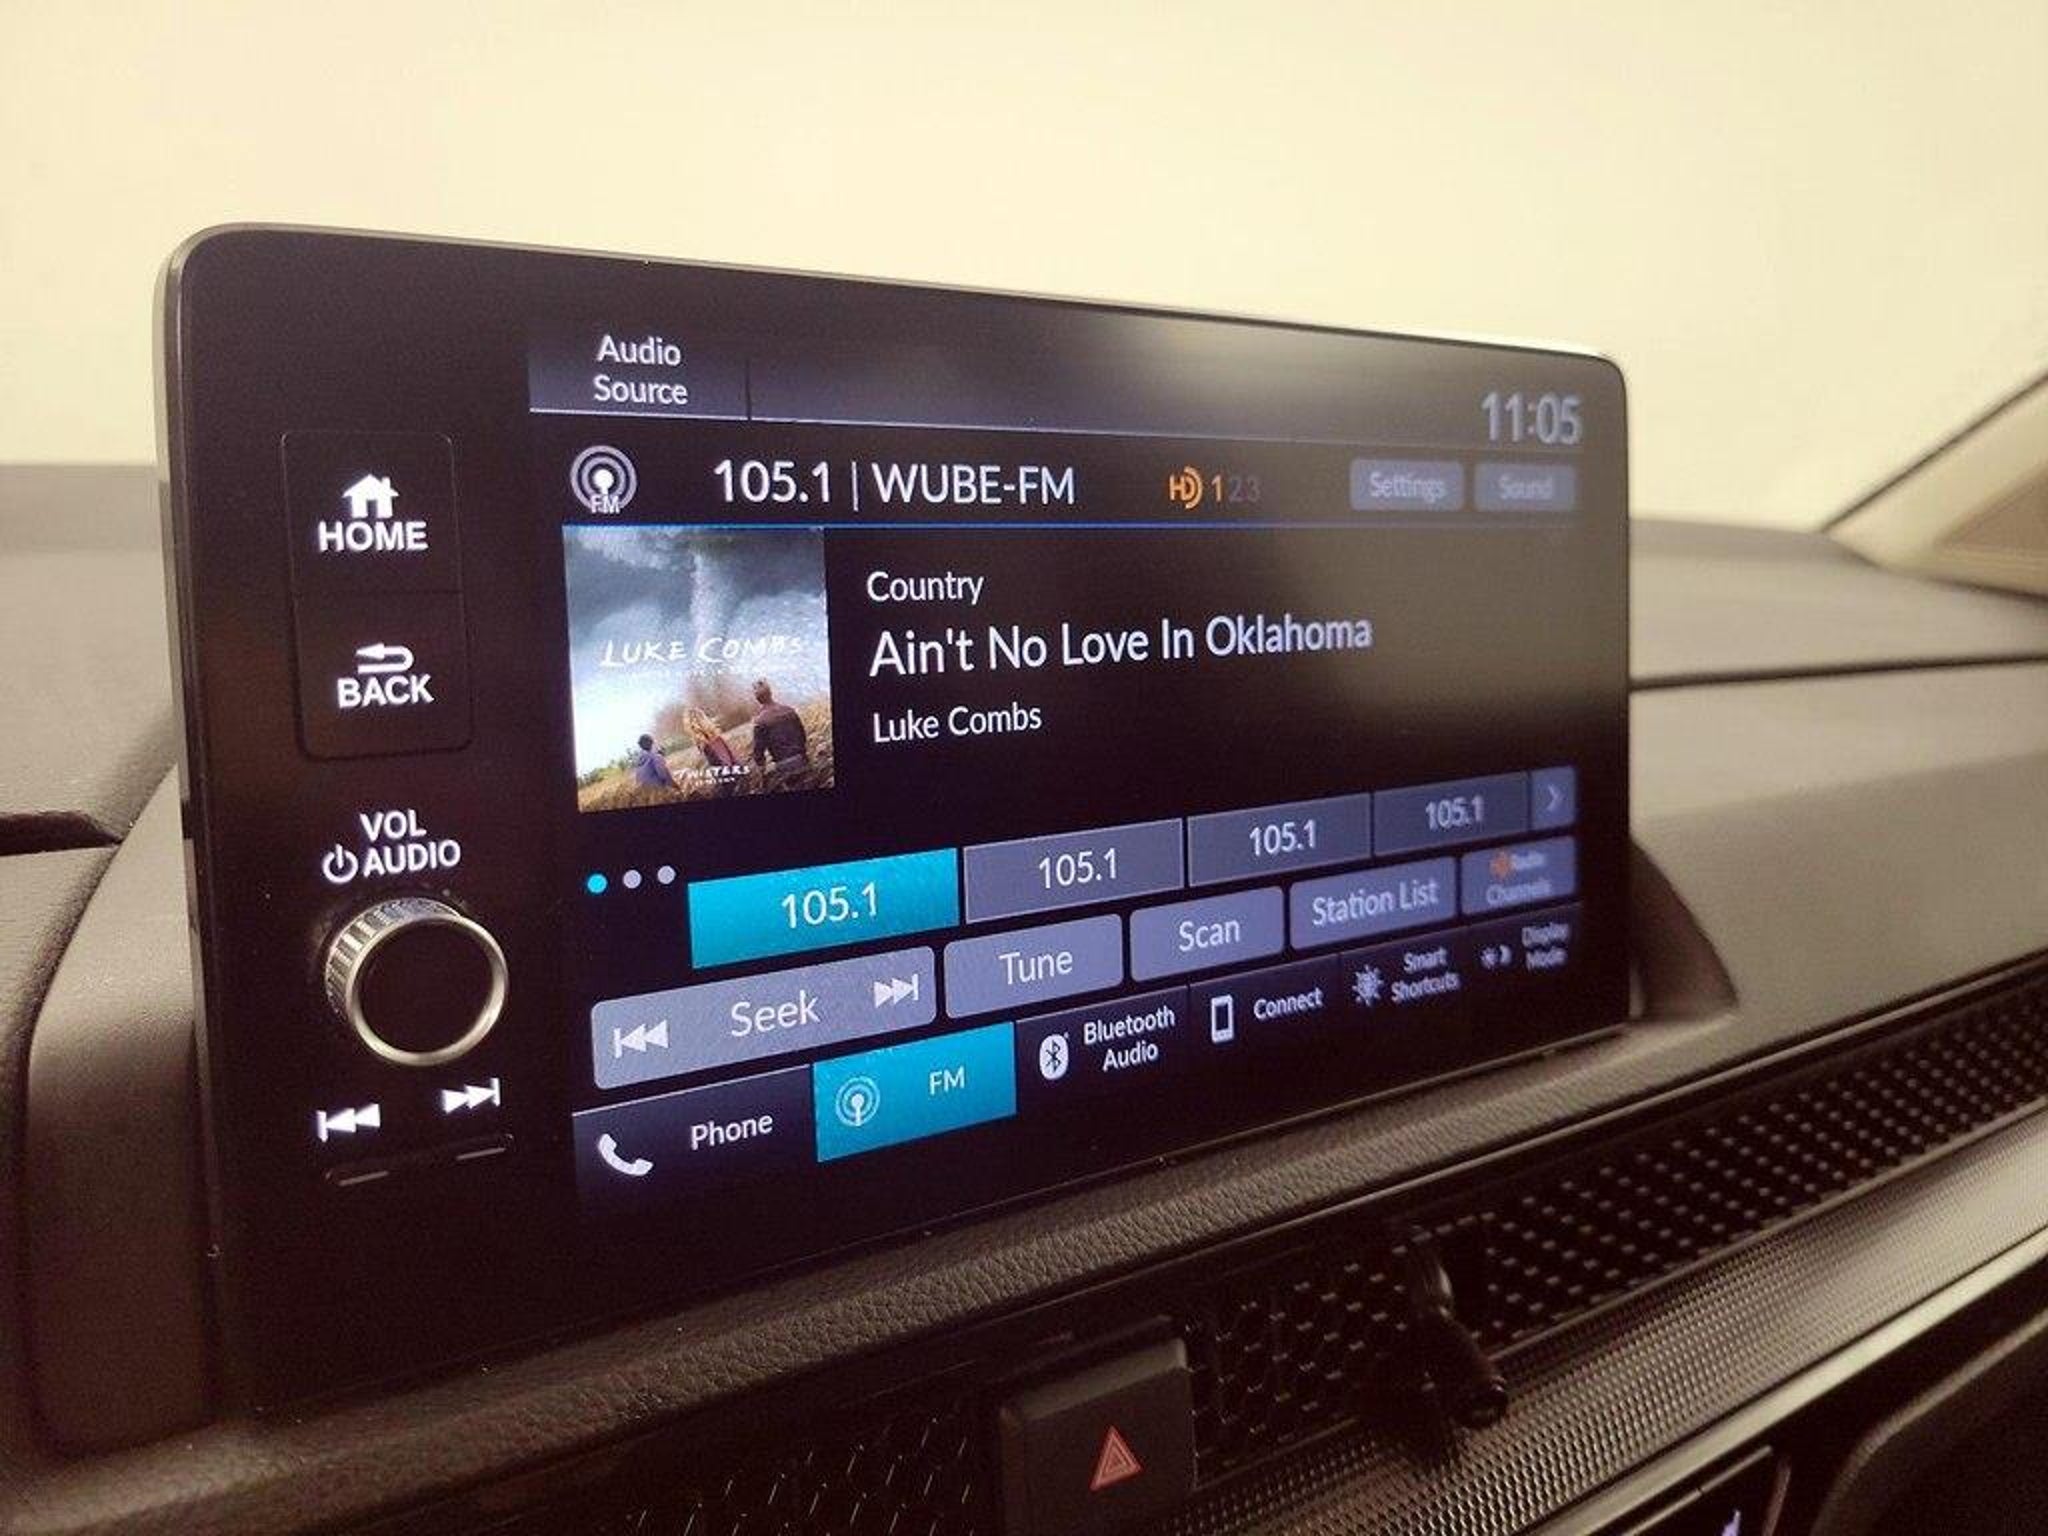 Audio
Source
11:05
HOME
FM
105.1 | WUBE-FM
HD 1 2 3
Settings
Sound
LUKE COMBS
TWISTERS
Country
Ain't No Love In Oklahoma
Luke Combs
BACK
VOL
AUDIO
105.1
105.1
105.1
105.1
Seek
Tune
Scan
Station List
Radio
Channels
Phone
FM
Bluetooth
Audio
Connect
Smart
Shortcuts
Display
Mode